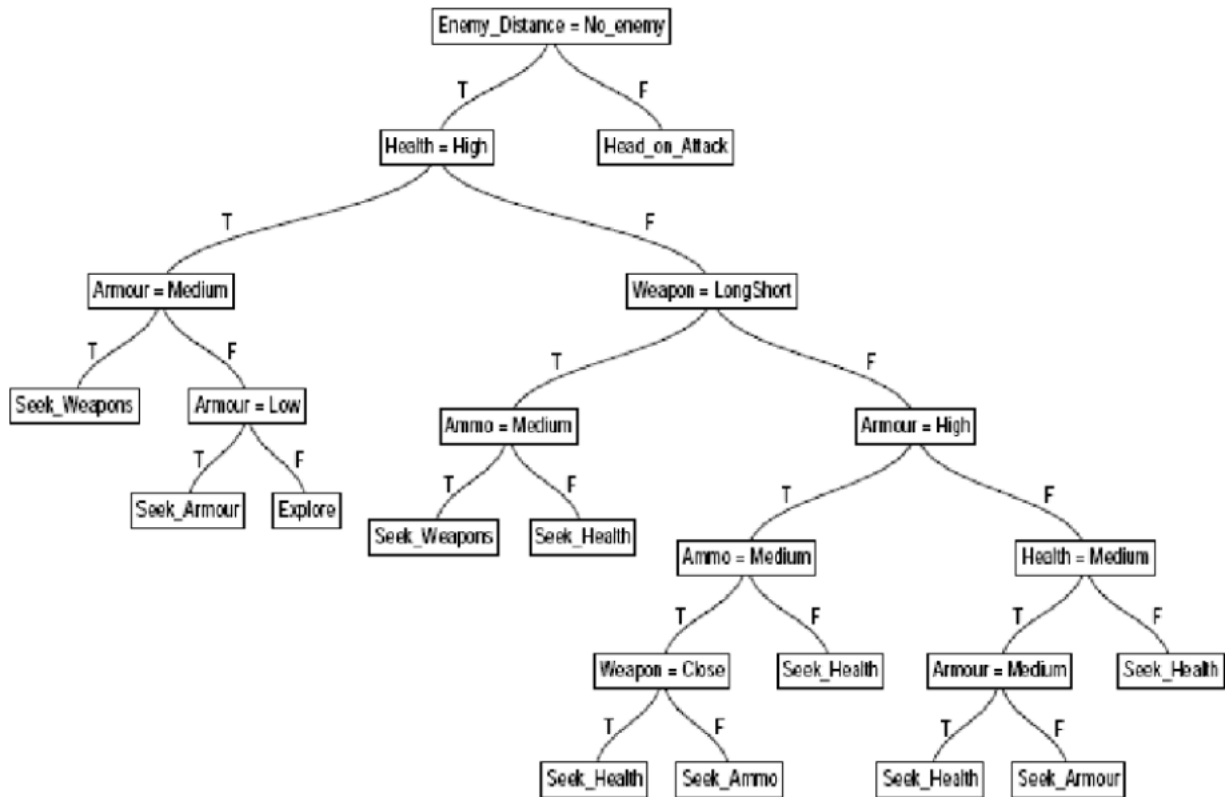 Enemy_Distance = No_enemy
T F
Health = High Head_on_Attack
T F
Armour = Medium Weapon = LongShort
T F T F
Seek_Weapons Armour = Low Ammo = Medium Armour = High
T F T F T F
Seek_Armour Explore Seek_Weapons Seek_Health
Ammo = Medium Health = Medium
T F T F
Weapon = Close Seek_Health Armour = Medium Seek_Health
T F T F
Seek_Health Seek_Ammo Seek_Health Seek_Armour